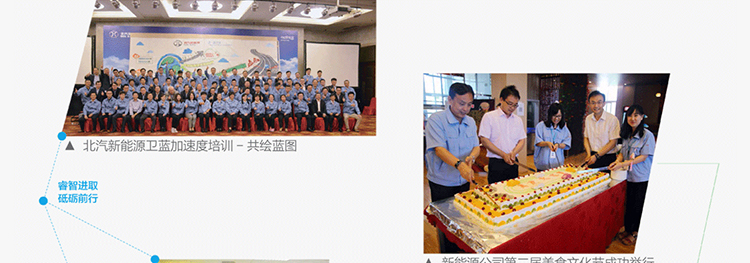 ▲ 北汽新能源卫蓝加速度培训 – 共绘蓝图
睿智进取
砥砺前行
▲ 新能源公司第二届美食文化节成功举行